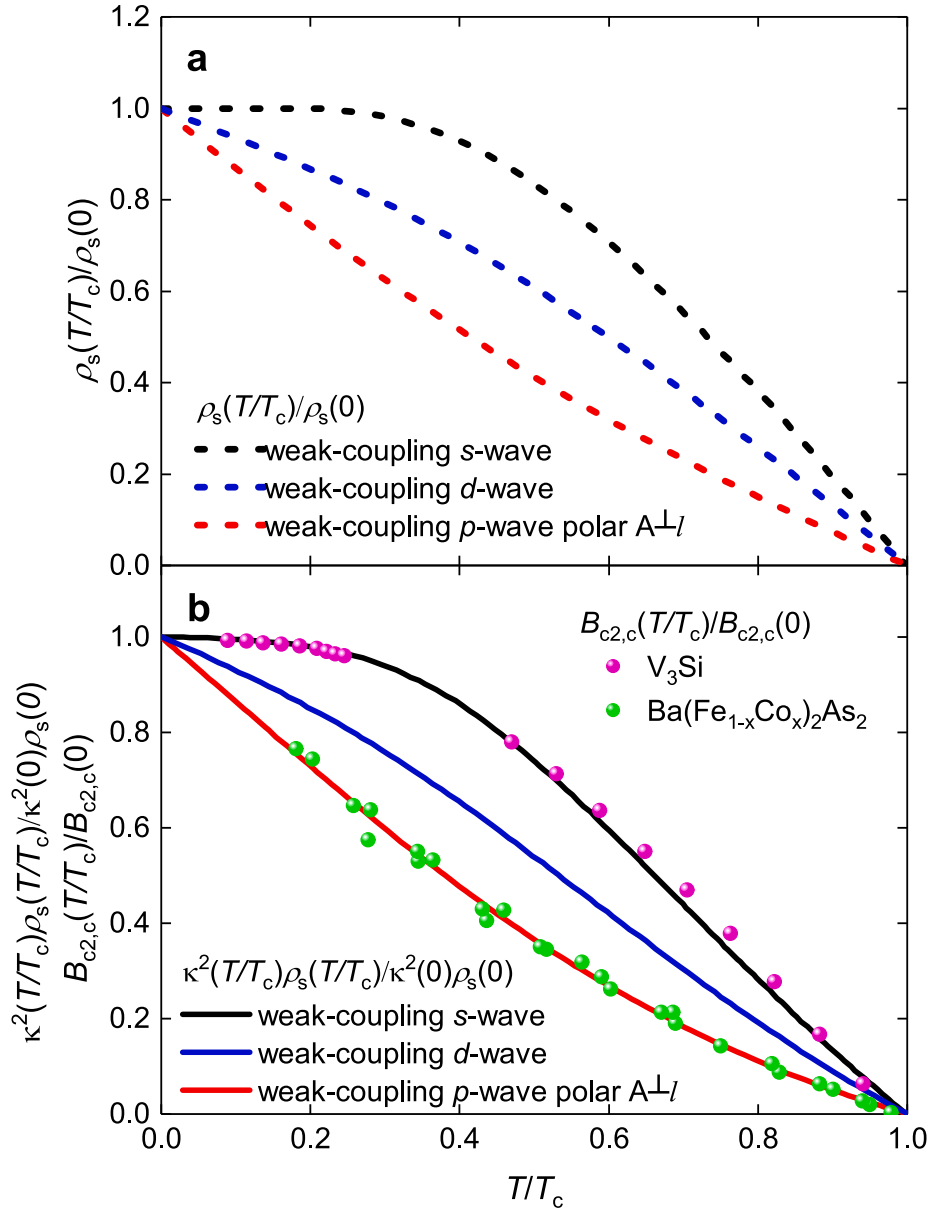 1.2
a
1.0
0.8
0.6
0.4
0.2
0.0
ρs(T/Tc)/ρs(0)
ρs(T/Tc)/ρs(0)
weak-coupling s-wave
weak-coupling d-wave
weak-coupling p-wave polar A⊥l
b
1.0
0.8
0.6
0.4
0.2
0.0
κ²(T/Tc)ρs(T/Tc)/κ²(0)ρs(0)
Bc2,c(T/Tc)/Bc2,c(0)
Bc2,c(T/Tc)/Bc2,c(0)
V₃Si
Ba(Fe₁₋ₓCoₓ)₂As₂
κ²(T/Tc)ρs(T/Tc)/κ²(0)ρs(0)
weak-coupling s-wave
weak-coupling d-wave
weak-coupling p-wave polar A⊥l
0.0 0.2 0.4 0.6 0.8 1.0
T/Tc